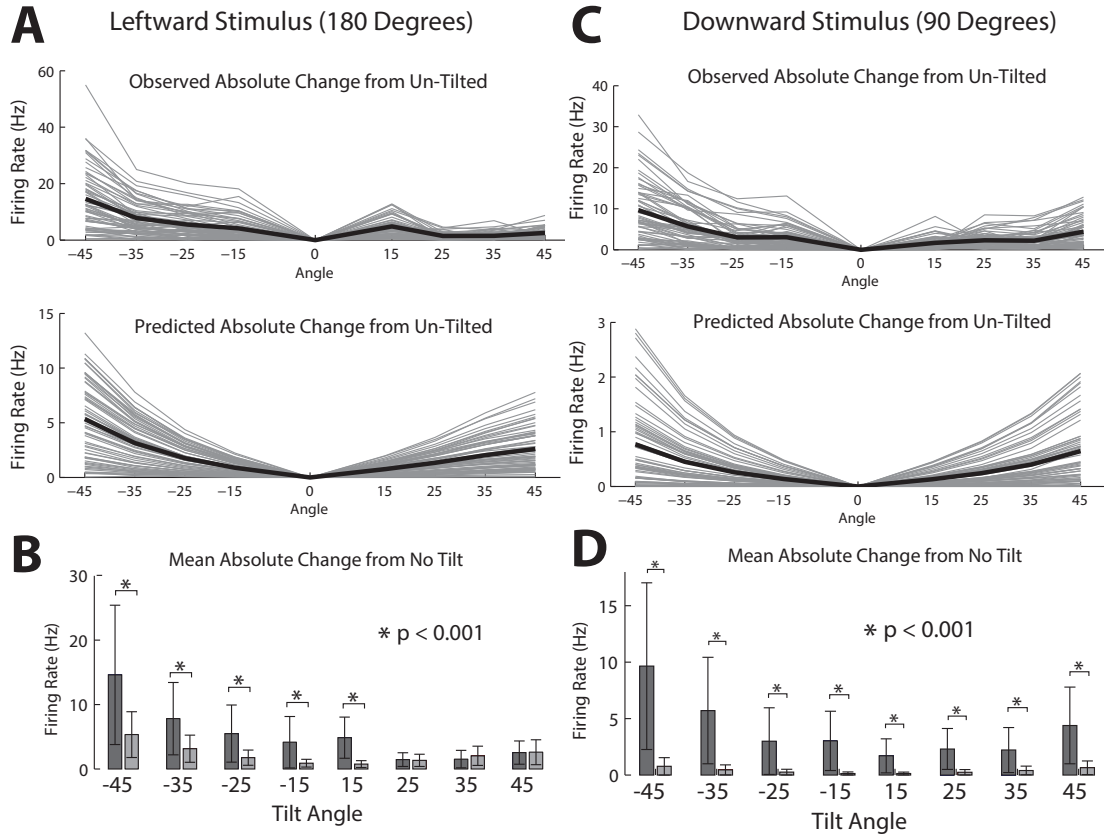 A
Leftward Stimulus (180 Degrees)
Observed Absolute Change from Un-Tilted
Firing Rate (Hz)
60
40
20
0
−45 −35 −25 −15 0 15 25 35 45
Angle
Predicted Absolute Change from Un-Tilted
Firing Rate (Hz)
15
10
5
0
−45 −35 −25 −15 0 15 25 35 45
Angle
B
Mean Absolute Change from No Tilt
Firing Rate (Hz)
30
20
10
0
* * * * *
* p < 0.001
-45 -35 -25 -15 15 25 35 45
Tilt Angle
C
Downward Stimulus (90 Degrees)
Observed Absolute Change from Un-Tilted
Firing Rate (Hz)
40
30
20
10
0
−45 −35 −25 −15 0 15 25 35 45
Angle
Predicted Absolute Change from Un-Tilted
Firing Rate (Hz)
3
2
1
0
−45 −35 −25 −15 0 15 25 35 45
Angle
D
Mean Absolute Change from No Tilt
Firing Rate (Hz)
15
10
5
0
* * * * * * * *
* p < 0.001
-45 -35 -25 -15 15 25 35 45
Tilt Angle